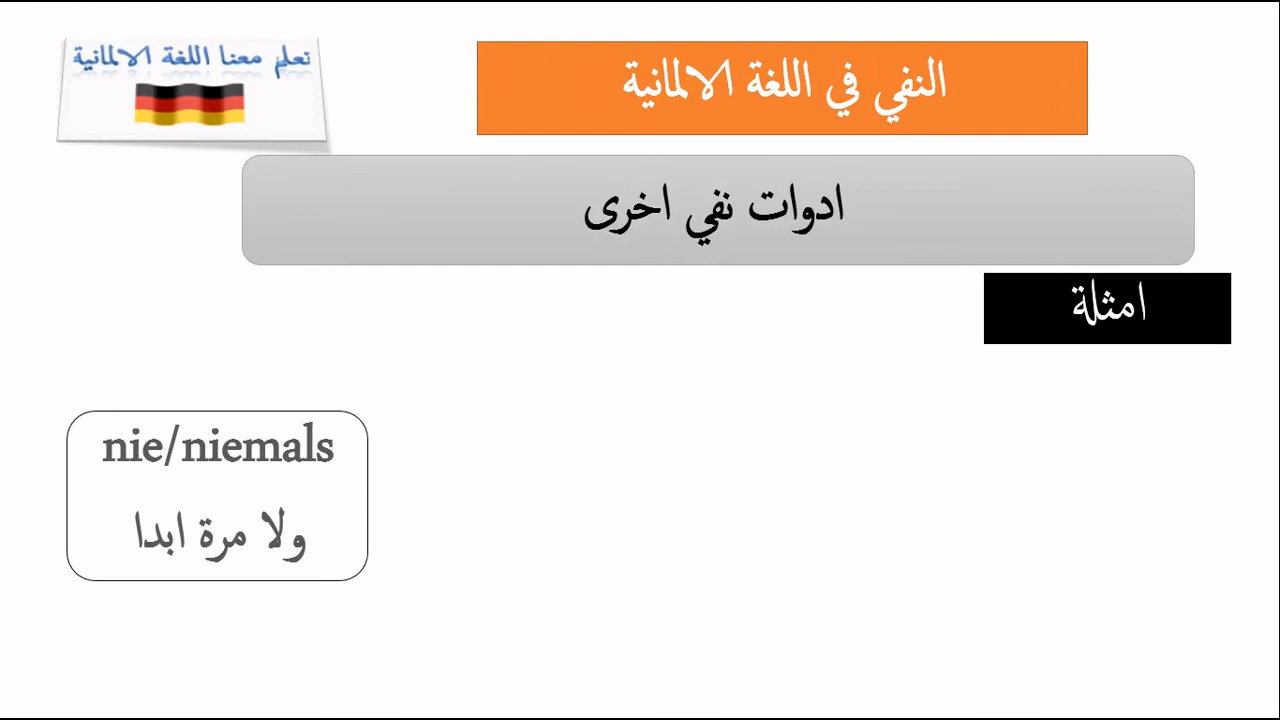 تعلم معنا اللغة الالمانية
النفي في اللغة الالمانية
ادوات نفي اخرى
امثلة
nie/niemals
ولا مرة ابدا